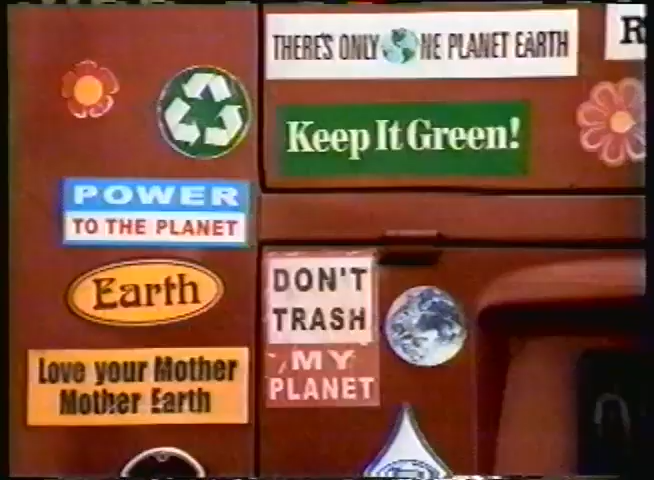 THERE'S ONLY NE PLANET EARTH
R
Keep It Green!
POWER
TO THE PLANET
Earth
DON'T
TRASH
MY
PLANET
Love your Mother
Mother Earth